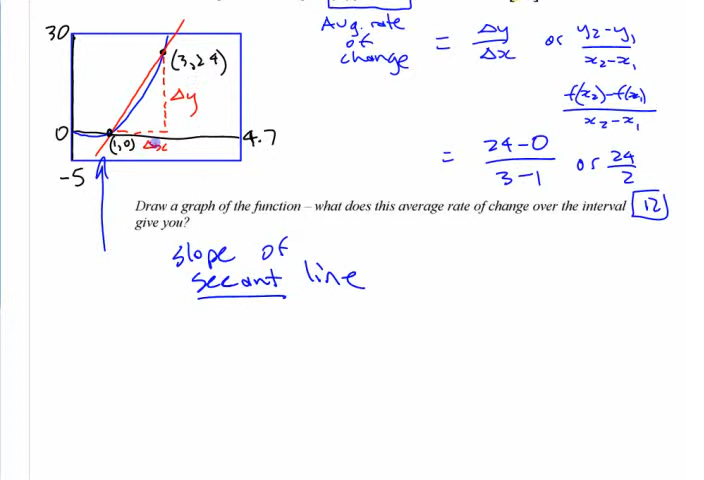 30
(3,24)
Δy
0
(1,0)
Δx
4.7
-5
Avg. rate
of
change
= Δy/Δx or y₂-y₁/x₂-x₁
f(x₂)-f(x₁)/x₂-x₁
= 24-0/3-1 or 24/2
12
Draw a graph of the function – what does this average rate of change over the interval
give you?
slope of
secant line